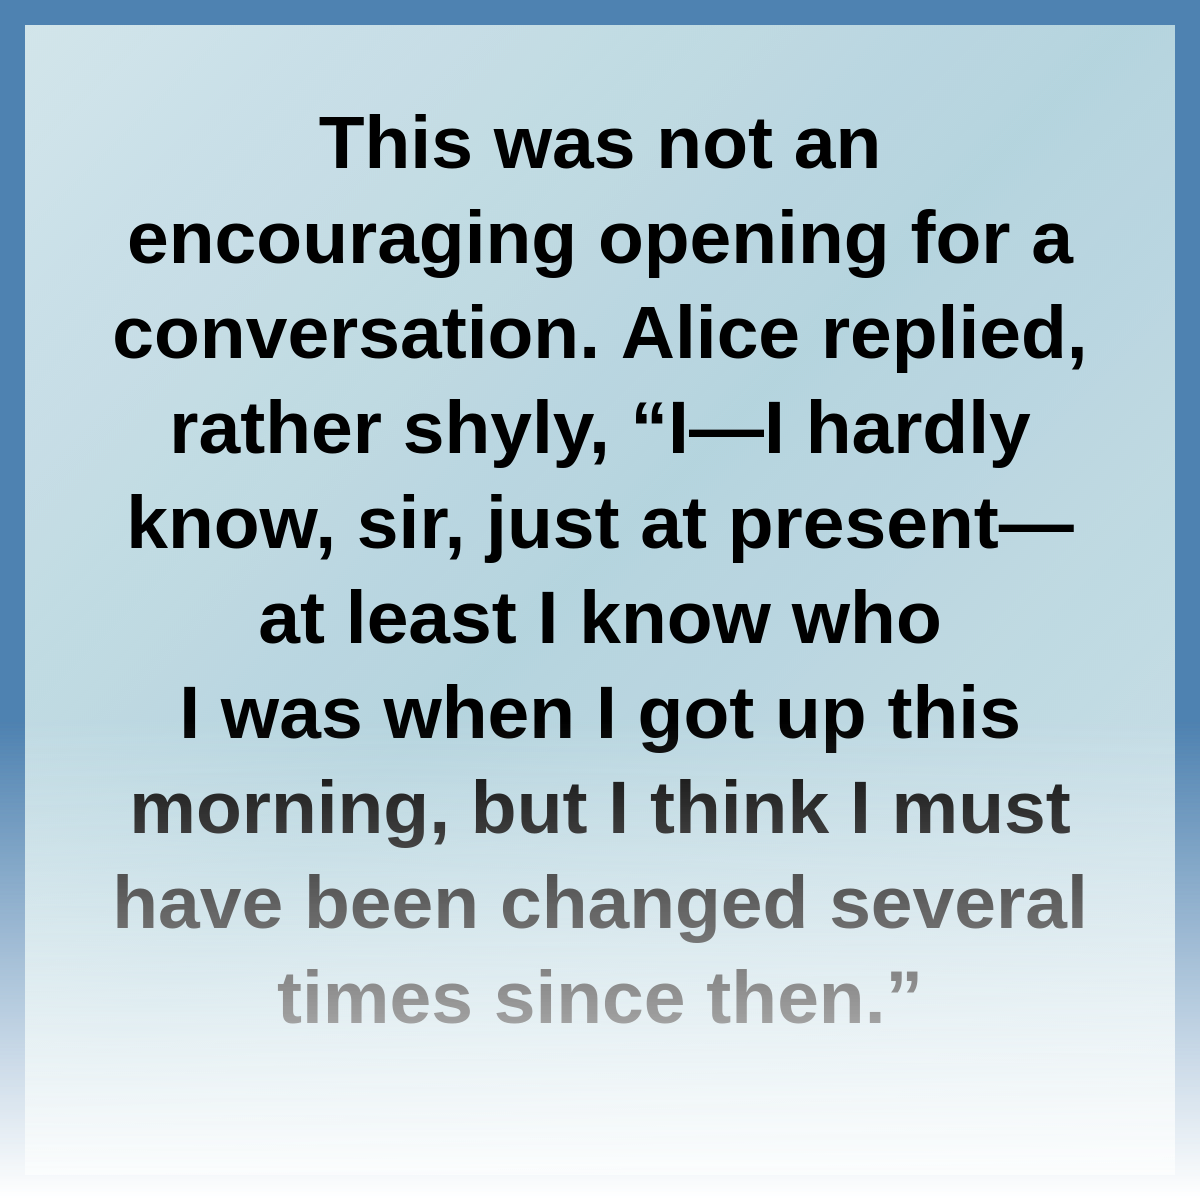 This was not an
encouraging opening for a
conversation. Alice replied,
rather shyly, “I—I hardly
know, sir, just at present—
at least I know who
I was when I got up this
morning, but I think I must
have been changed several
times since then.”